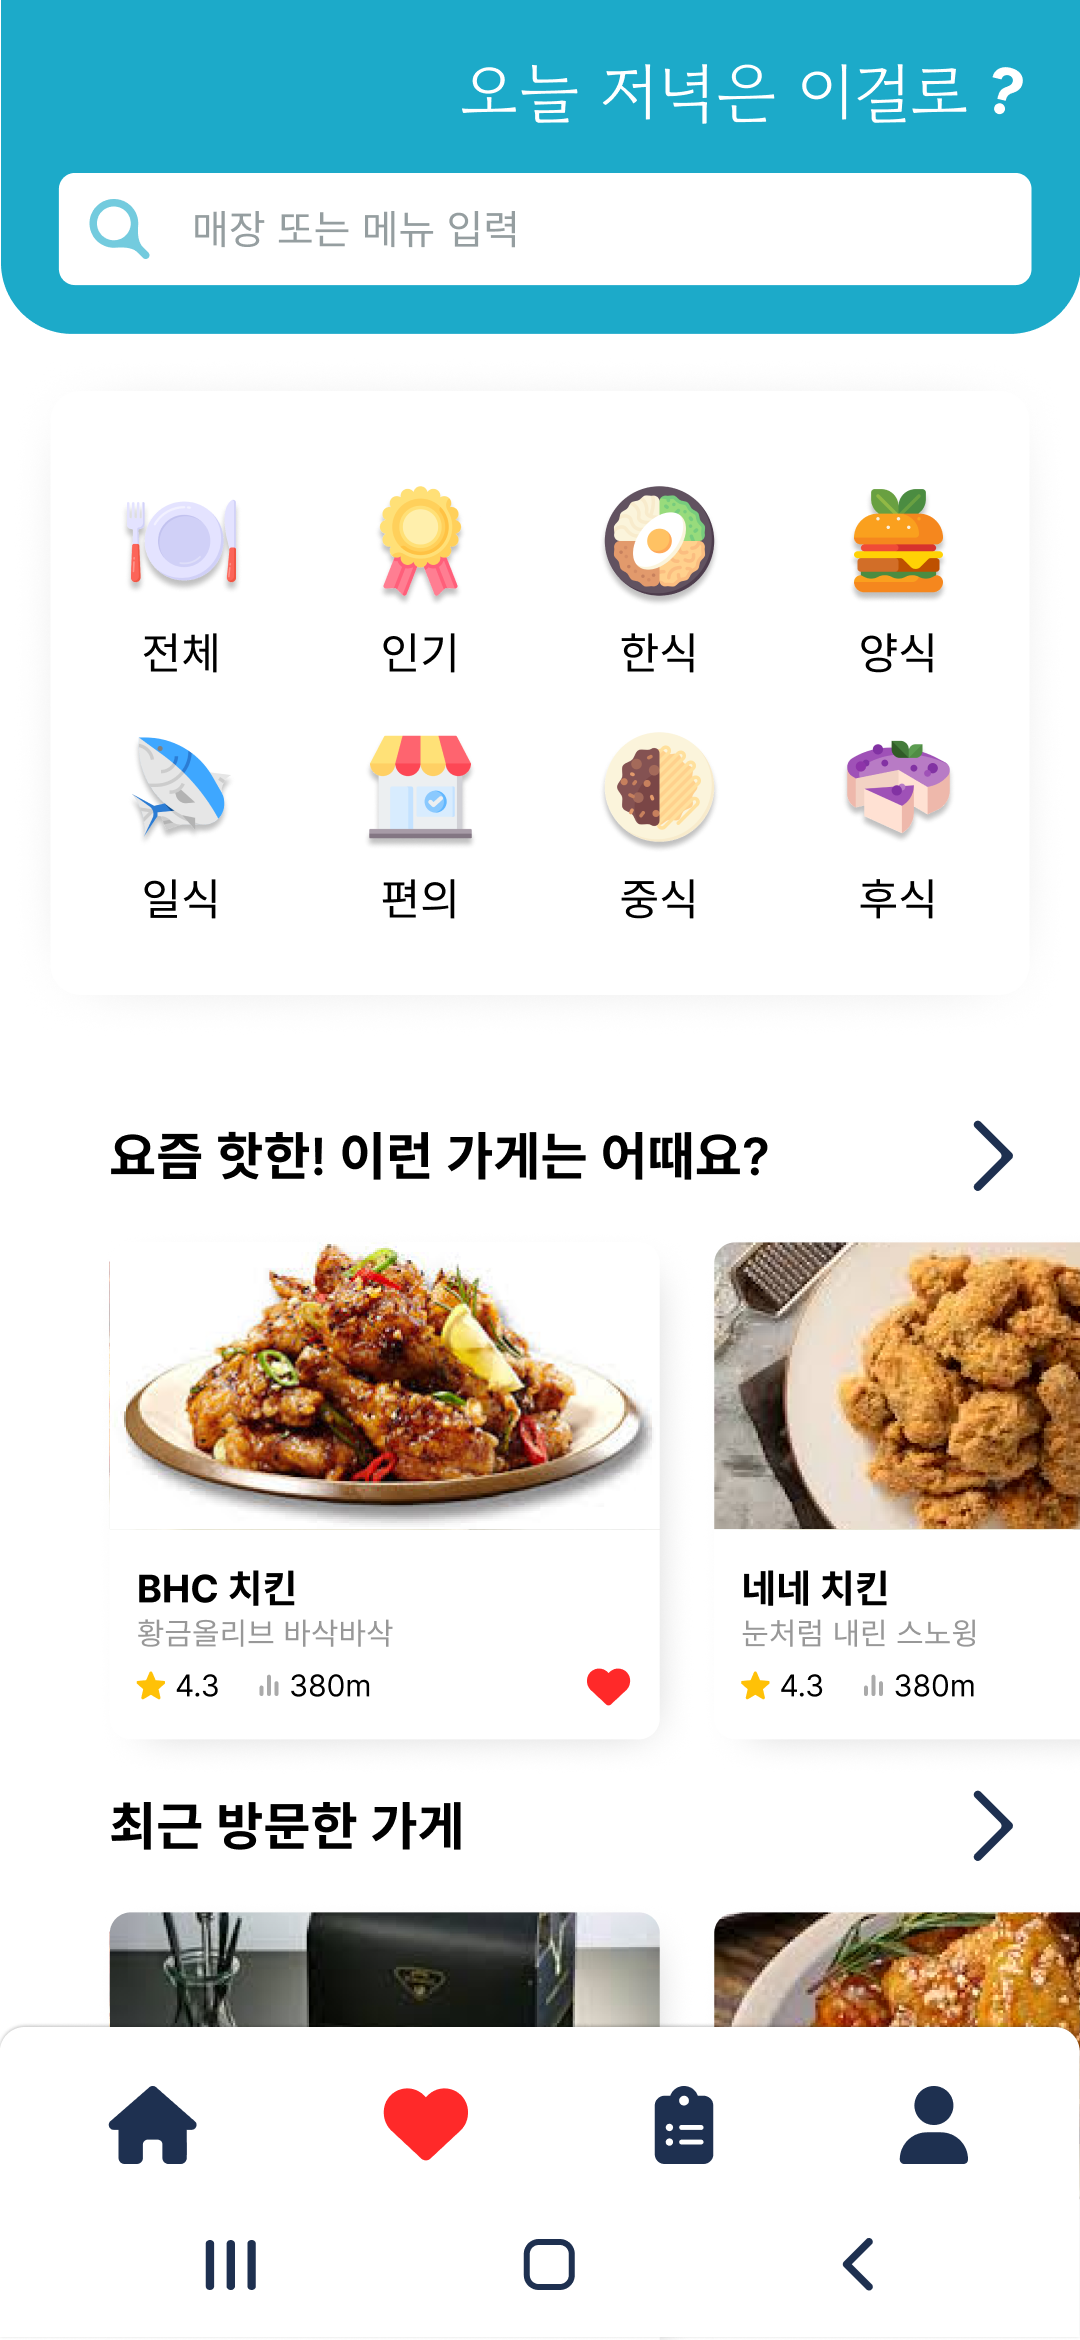 오늘 저녁은 이걸로 ?
매장 또는 메뉴 입력
전체 인기 한식 양식
일식 편의 중식 후식
요즘 핫한! 이런 가게는 어때요?
BHC 치킨
황금올리브 바삭바삭
4.3 380m
네네 치킨
눈처럼 내린 스노윙
4.3 380m
최근 방문한 가게